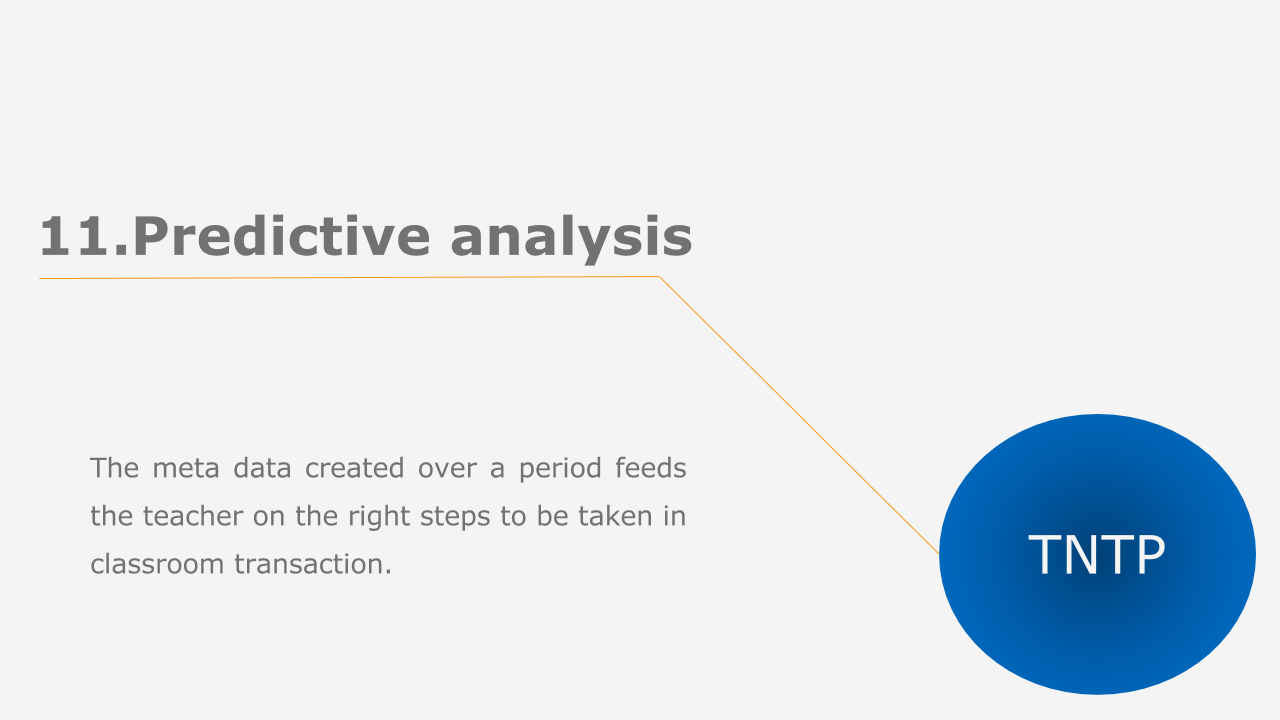 11.Predictive analysis
The meta data created over a period feeds
the teacher on the right steps to be taken in
classroom transaction.
TNTP